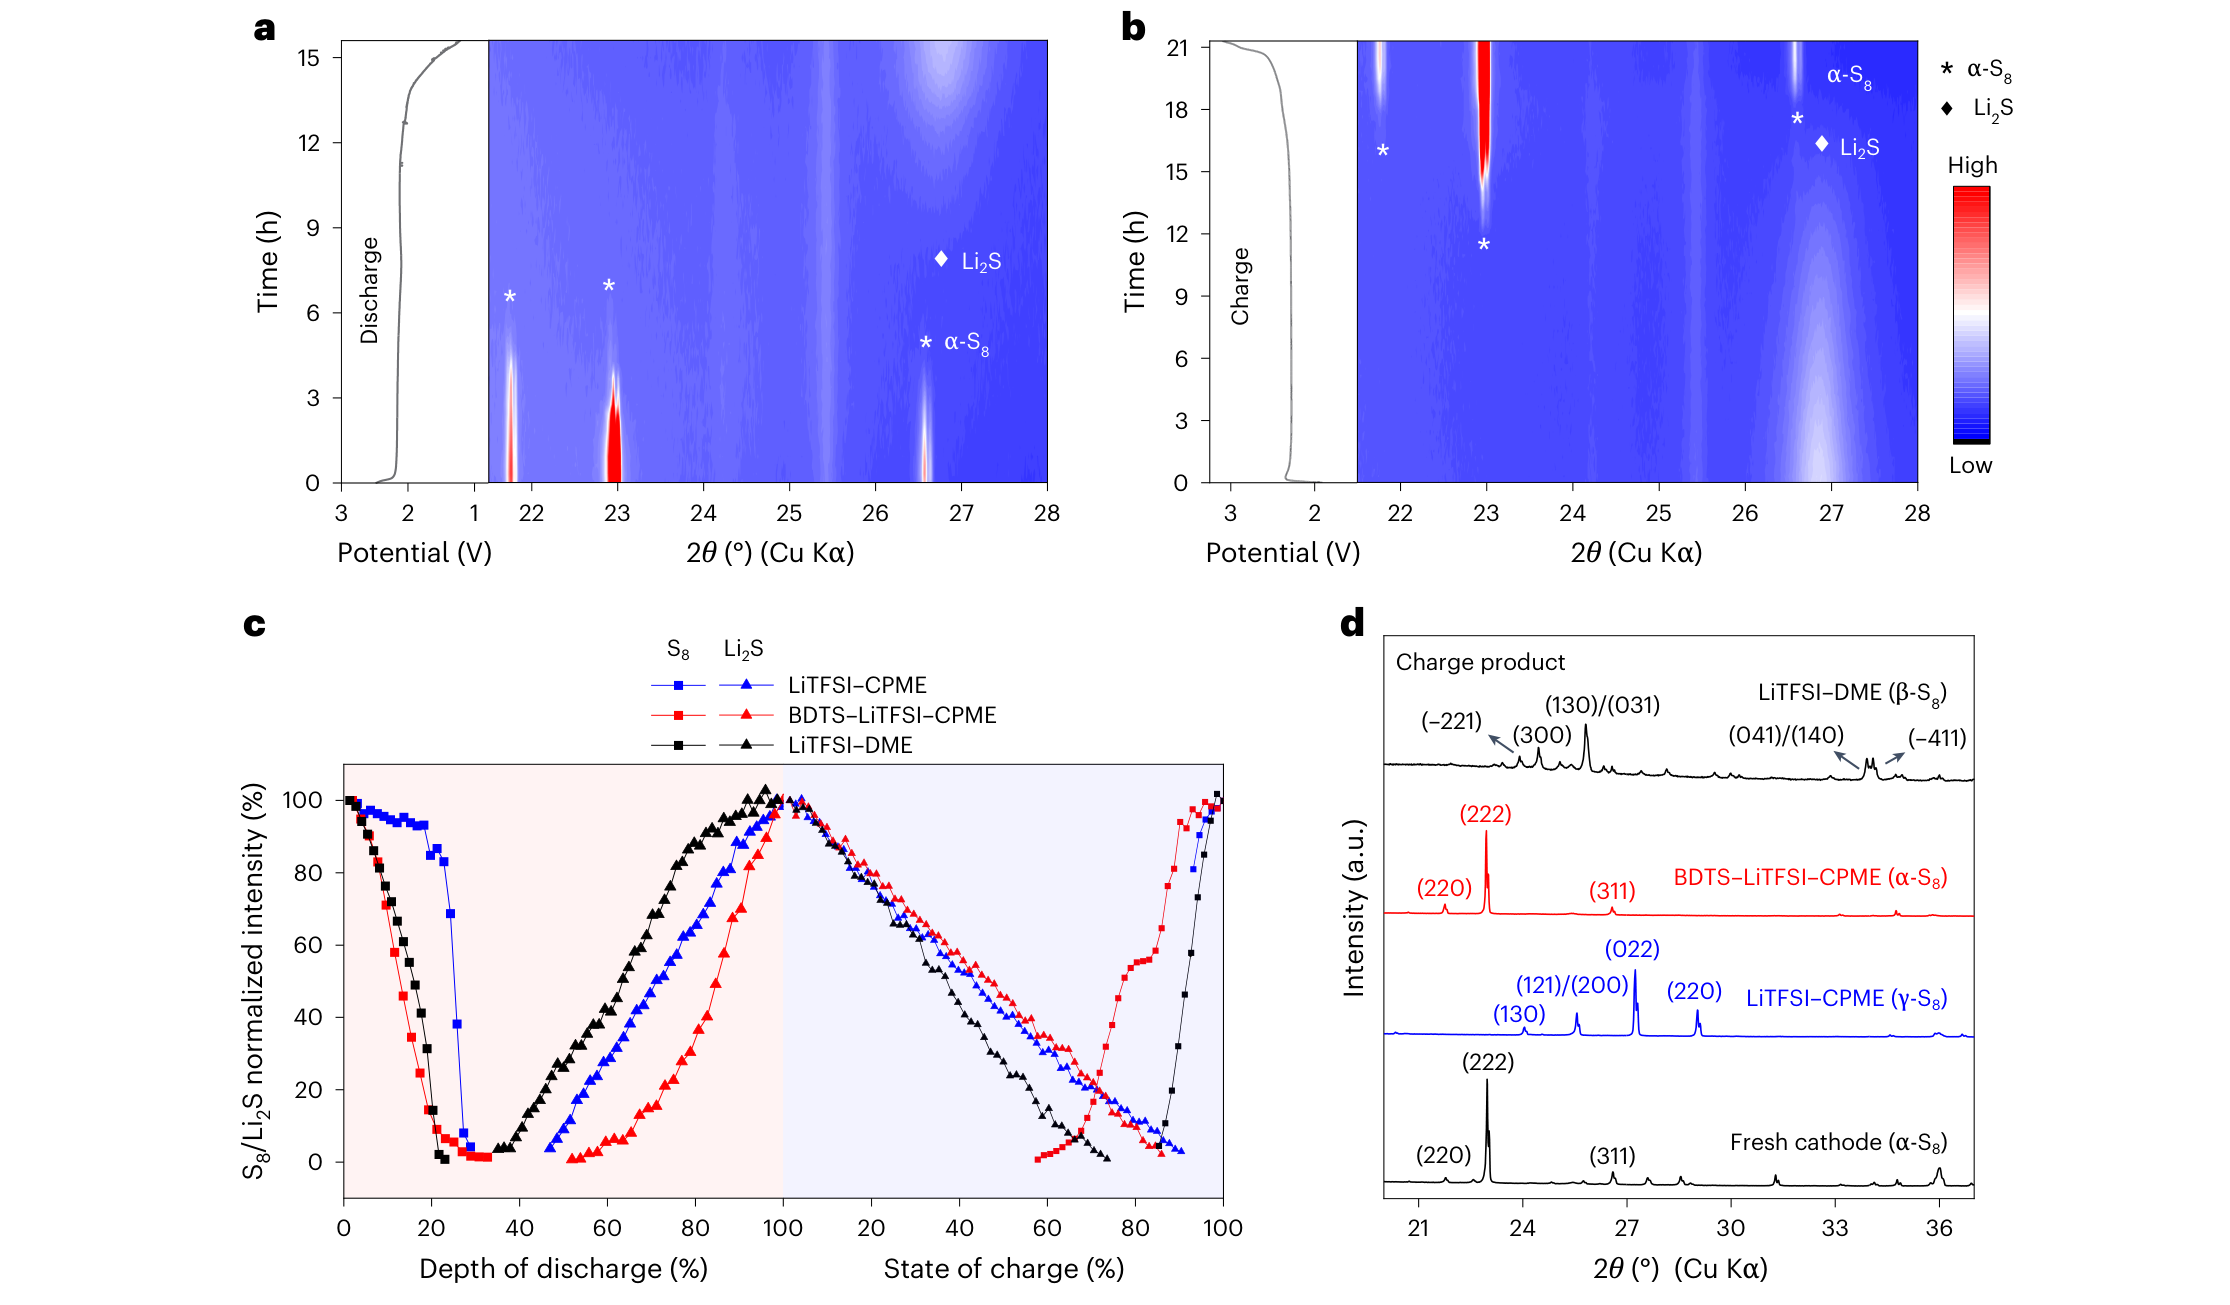 a
15
12
9
6
3
0
Time (h)
Discharge
3 2 1
Potential (V)
* *
◆ Li2S
* α-S8
22 23 24 25 26 27 28
2θ (°) (Cu Kα)
b
21
18
15
12
9
6
3
0
Time (h)
Charge
3 2
Potential (V)
α-S8
*
◆ Li2S
*
*
22 23 24 25 26 27 28
2θ (Cu Kα)
* α-S8
◆ Li2S
High
Low
c
S8 Li2S
LiTFSI–CPME
BDTS–LiTFSI–CPME
LiTFSI–DME
S8/Li2S normalized intensity (%)
100
80
60
40
20
0
0 20 40 60 80 100 20 40 60 80 100
Depth of discharge (%)
State of charge (%)
d
Intensity (a.u.)
Charge product
LiTFSI–DME (β-S8)
(130)/(031)
(–221)
(300)
(041)/(140)
(–411)
(222)
BDTS–LiTFSI–CPME (α-S8)
(220)
(311)
(022)
(121)/(200)
(220)
LiTFSI–CPME (γ-S8)
(130)
(222)
Fresh cathode (α-S8)
(220)
(311)
21 24 27 30 33 36
2θ (°) (Cu Kα)